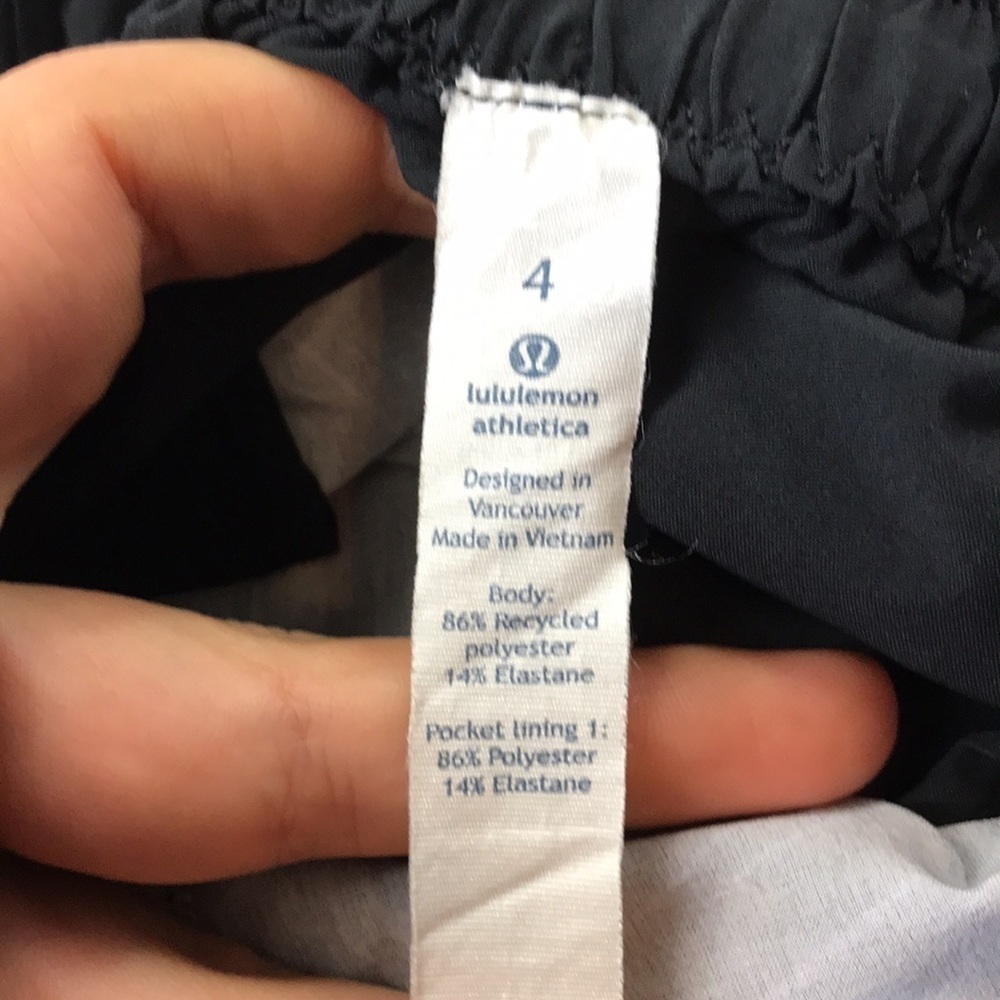 4
lululemon
athletica
Designed in
Vancouver
Made in Vietnam
Body:
86% Recycled
polyester
14% Elastane
Pocket lining 1:
86% Polyester
14% Elastane